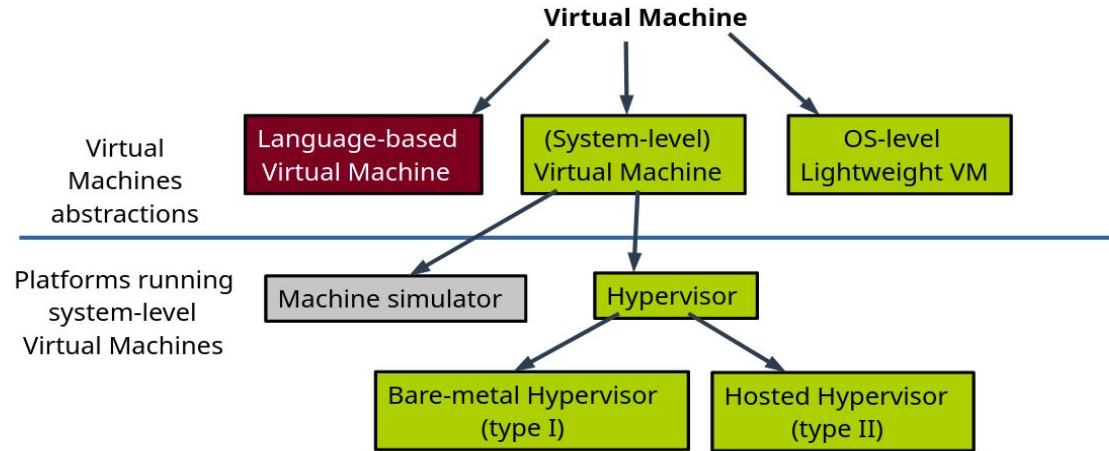 Virtual Machine
Language-based
Virtual Machine
(System-level)
Virtual Machine
OS-level
Lightweight VM
Virtual
Machines
abstractions
Platforms running
system-level
Virtual Machines
Machine simulator
Hypervisor
Bare-metal Hypervisor
(type I)
Hosted Hypervisor
(type II)